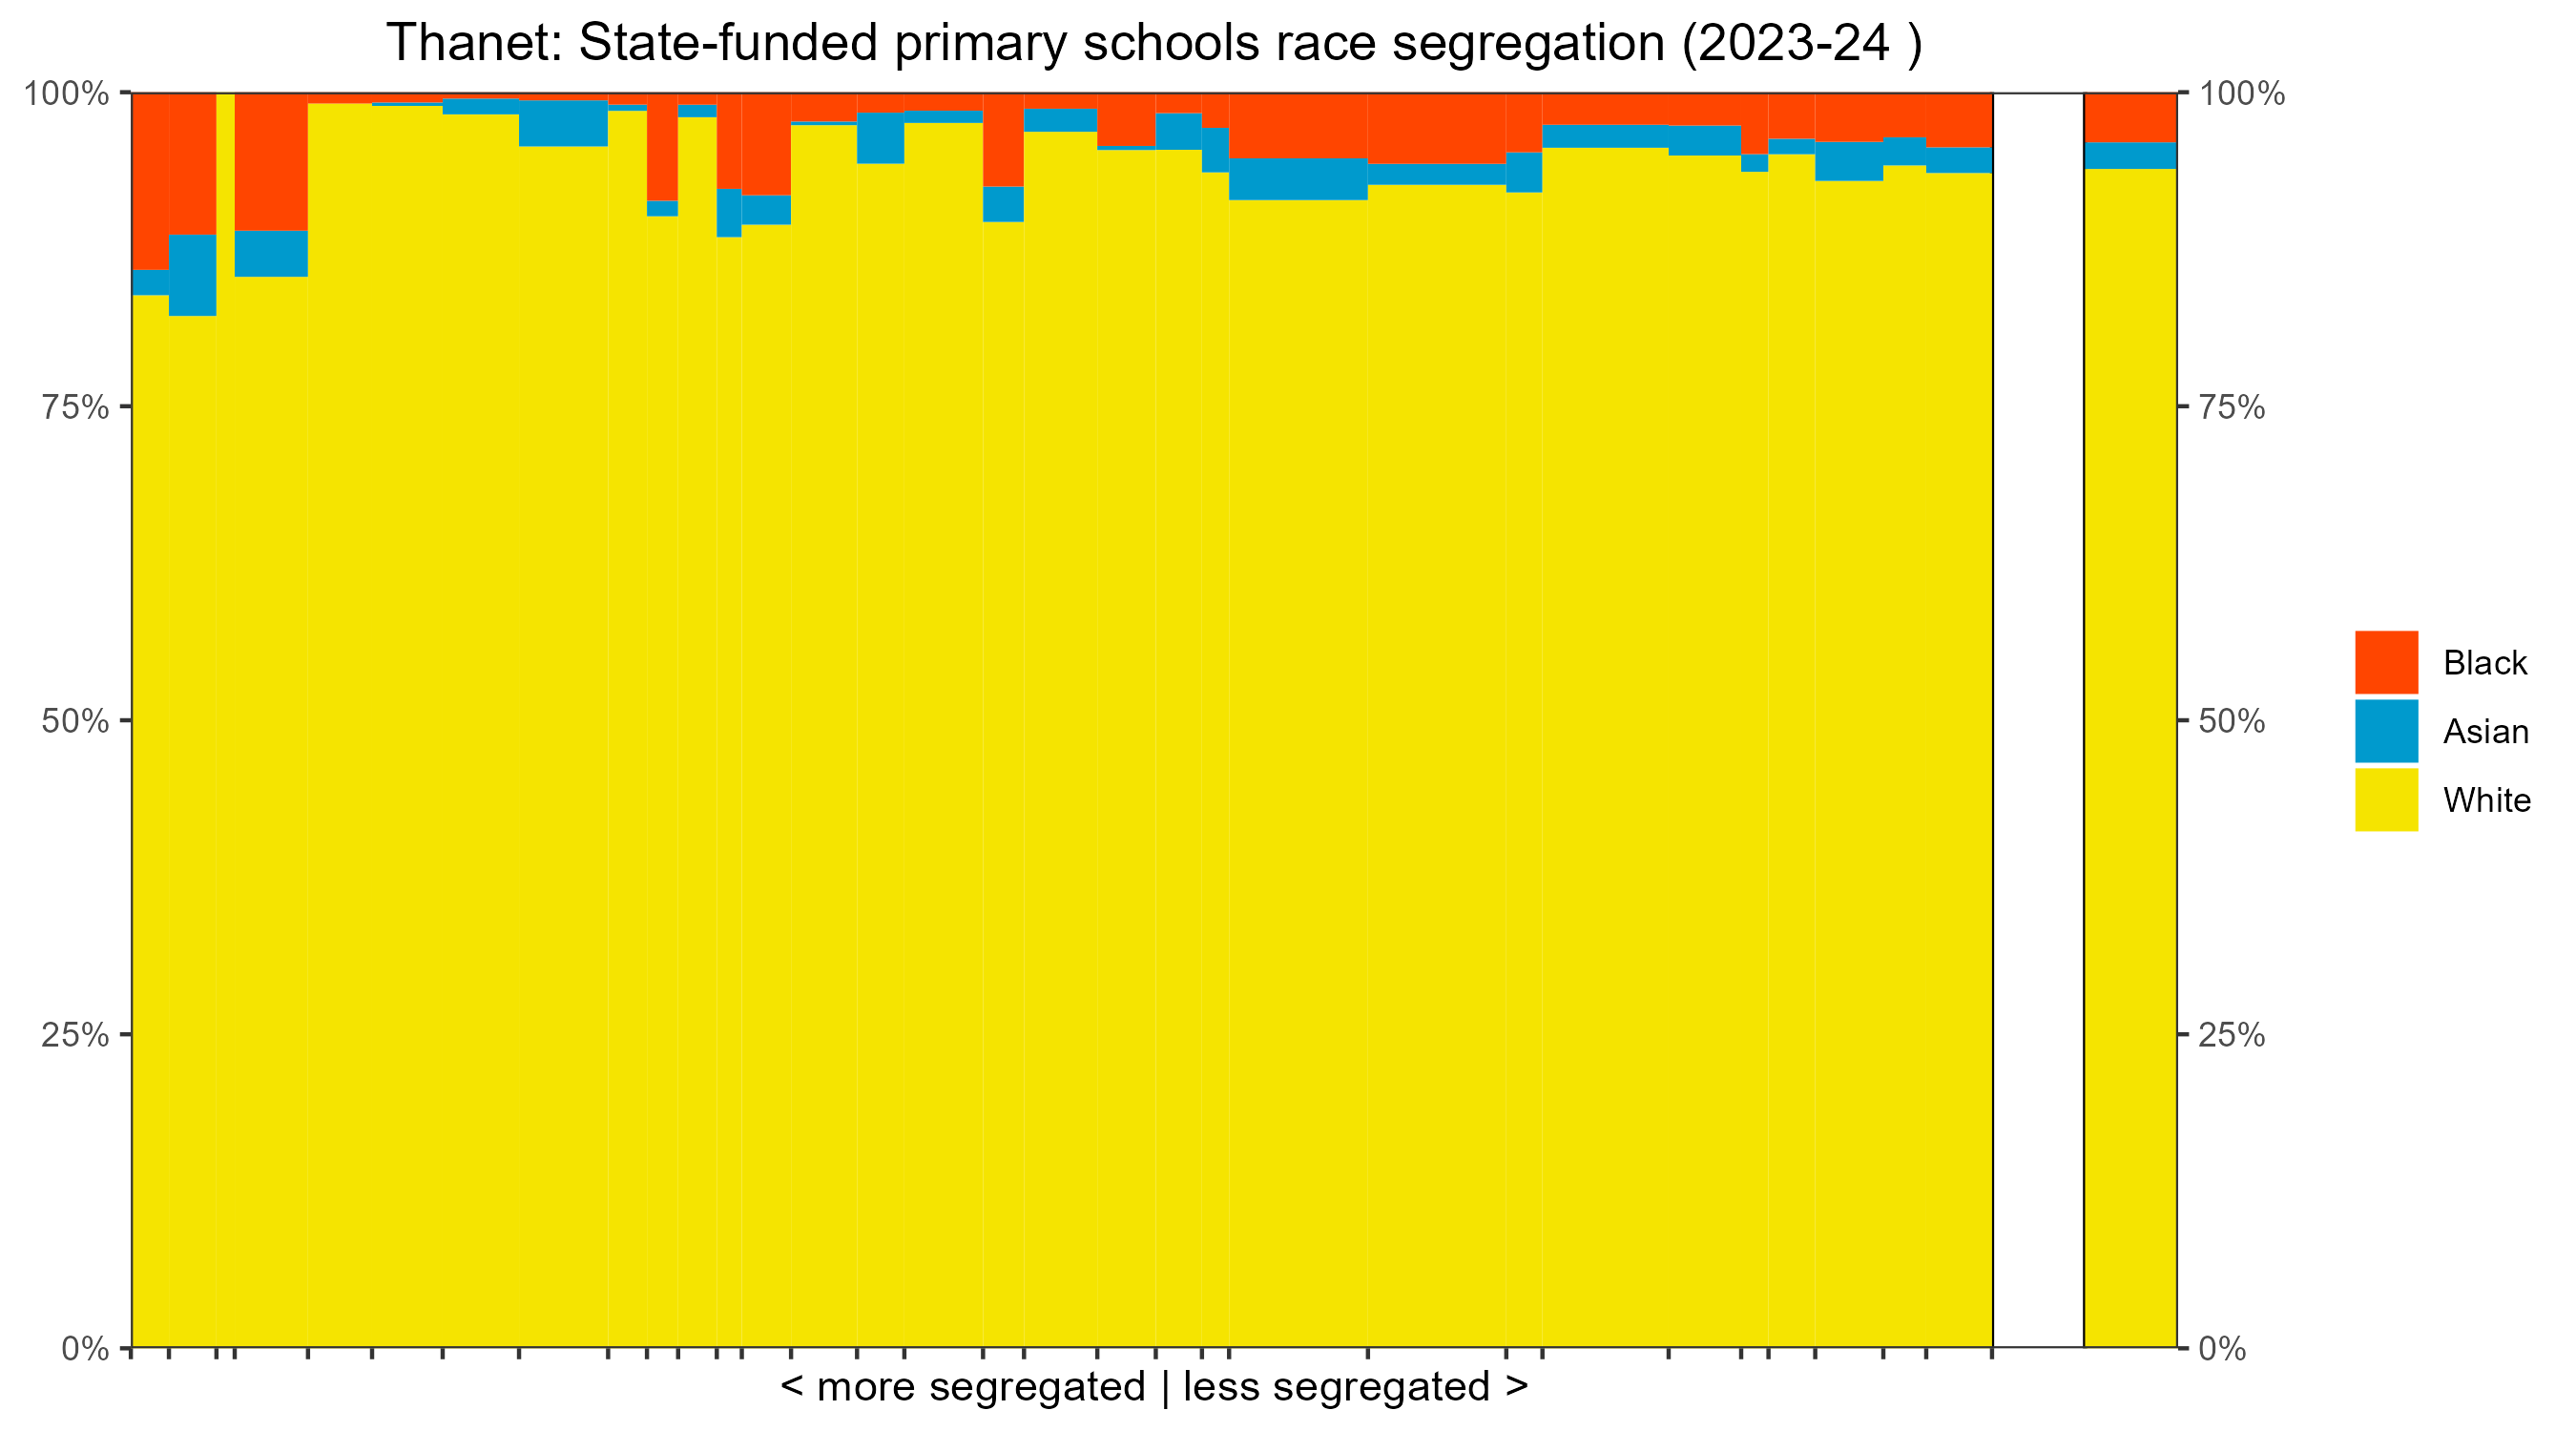 Thanet: State-funded primary schools race segregation (2023-24 )
100%
75%
50%
25%
0%
100%
75%
50%
25%
0%
Black
Asian
White
< more segregated | less segregated >